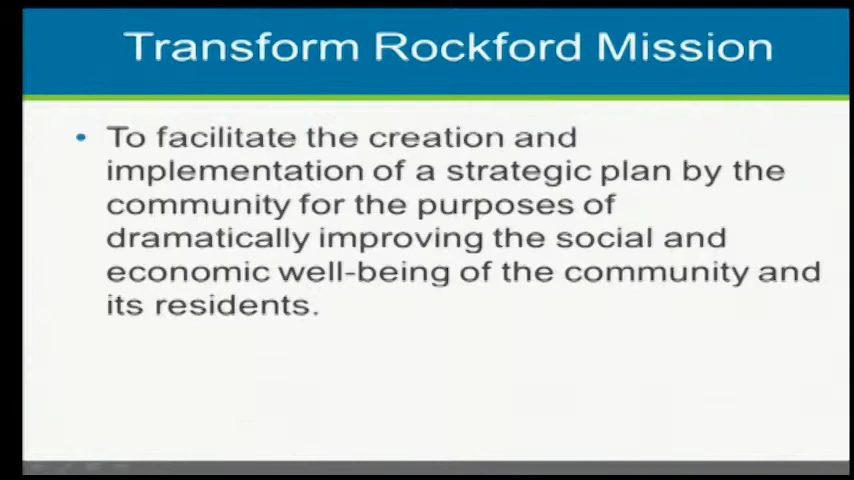 Transform Rockford Mission
• To facilitate the creation and
implementation of a strategic plan by the
community for the purposes of
dramatically improving the social and
economic well-being of the community and
its residents.